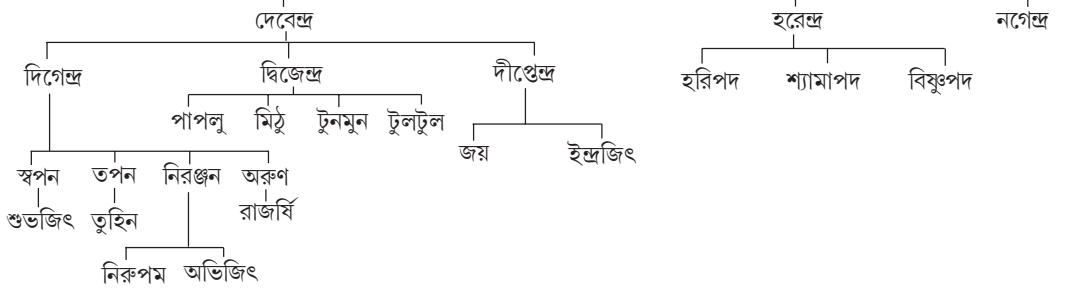 দেবেন্দ্র হরেন্দ্র নগেন্দ্র
দিগেন্দ্র দ্বিজেন্দ্র দীপ্তেন্দ্র হরিপদ শ্যামাপদ বিষ্ণুপদ
পাপলু মিঠু টুনমুন টুলটুল
জয় ইন্দ্রজিৎ
স্বপন তপন নিরঞ্জন অরুণ
শুভজিৎ তুহিন রাজর্ষি
নিরুপম অভিজিৎ